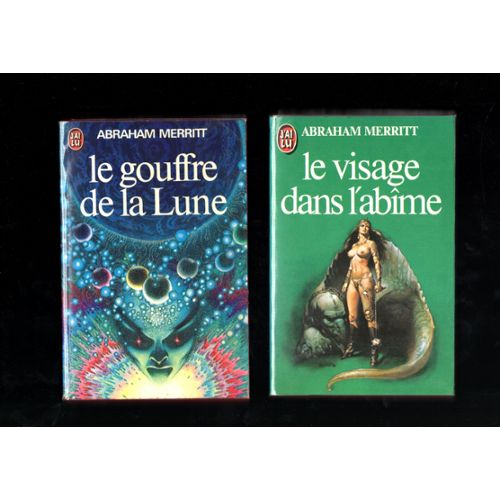 J'AI
LU
ABRAHAM MERRITT
le gouffre
de la Lune
J'AI
LU
ABRAHAM MERRITT
le visage
dans l'abîme